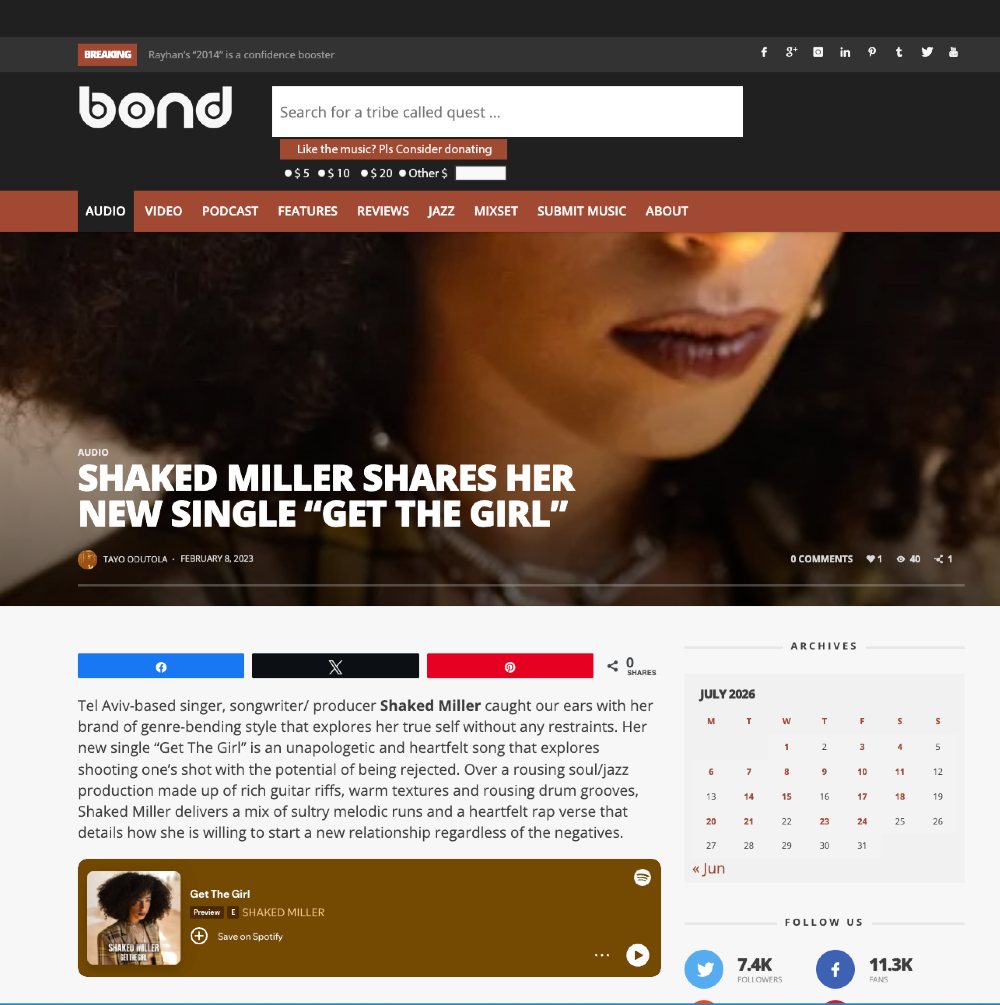 BREAKING Rayhan's "2014" is a confidence booster
bond
Search for a tribe called quest ...
Like the music? Pls Consider donating
$ 5 $ 10 $ 20 Other $
AUDIO VIDEO PODCAST FEATURES REVIEWS JAZZ MIXSET SUBMIT MUSIC ABOUT
AUDIO
SHAKED MILLER SHARES HER
NEW SINGLE “GET THE GIRL”
TAYO ODUTOLA · FEBRUARY 8, 2023
0 COMMENTS 1 40 1
0
SHARES
Tel Aviv-based singer, songwriter/ producer Shaked Miller caught our ears with her
brand of genre-bending style that explores her true self without any restraints. Her
new single “Get The Girl” is an unapologetic and heartfelt song that explores
shooting one’s shot with the potential of being rejected. Over a rousing soul/jazz
production made up of rich guitar riffs, warm textures and rousing drum grooves,
Shaked Miller delivers a mix of sultry melodic runs and a heartfelt rap verse that
details how she is willing to start a new relationship regardless of the negatives.
SHAKED MILLER
GET THE GIRL
Get The Girl
Preview E SHAKED MILLER
Save on Spotify
ARCHIVES
JULY 2026
M T W T F S S
1 2 3 4 5
6 7 8 9 10 11 12
13 14 15 16 17 18 19
20 21 22 23 24 25 26
27 28 29 30 31
« Jun
FOLLOW US
7.4K
FOLLOWERS
11.3K
FANS